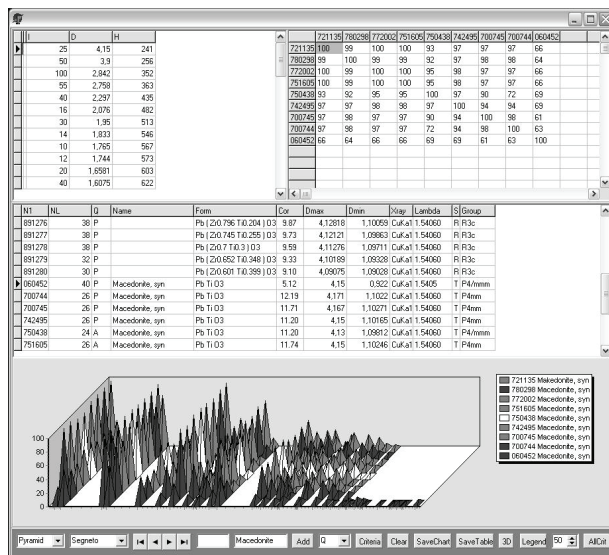 I D H
25 4,15 241
50 3,9 256
100 2,842 352
55 2,758 363
40 2,297 435
16 2,076 482
30 1,95 513
14 1,833 546
10 1,765 567
12 1,744 573
20 1,6581 603
40 1,6075 622
721135 780298 772002 751605 750438 742495 700745 700744 060452
721135 100 99 100 100 93 97 97 97 66
780298 99 100 99 99 92 97 98 98 64
772002 100 99 100 100 95 98 97 97 66
751605 100 99 100 100 95 98 97 97 66
750438 93 92 95 95 100 97 90 72 69
742495 97 97 98 98 97 100 94 94 69
700745 97 98 97 97 90 94 100 98 61
700744 97 98 97 97 72 94 98 100 63
060452 66 64 66 66 69 69 61 63 100
N1 NL Q Name Form Cor Dmax Dmin Xray Lambda S Group
891276 38 P Pb ( Zr0.796 Ti0.204 ) O3 9.87 4,12818 1,10059 CuKa1 1.54060 R R3c
891277 38 P Pb ( Zr0.745 Ti0.255 ) O3 9.73 4,12121 1,09863 CuKa1 1.54060 R R3c
891278 38 P Pb ( Zr0.7 Ti0.3 ) O3 9.59 4,11276 1,09711 CuKa1 1.54060 R R3c
891279 32 P Pb ( Zr0.652 Ti0.348 ) O3 9.33 4,10189 1,09328 CuKa1 1.54060 R R3c
891280 30 P Pb ( Zr0.601 Ti0.399 ) O3 9.10 4,09075 1,09028 CuKa1 1.54060 R R3c
060452 40 P Macedonite, syn Pb Ti O3 5.12 4,15 0,922 CuKa1 1.5405 T P4/mmm
700744 26 P Macedonite, syn Pb Ti O3 12.19 4,171 1,1022 CuKa1 1.54060 T P4mm
700745 26 P Macedonite, syn Pb Ti O3 11.71 4,167 1,10271 CuKa1 1.54060 T P4mm
742495 26 P Macedonite, syn Pb Ti O3 11.20 4,15 1,10165 CuKa1 1.54060 T P4mm
750438 24 A Macedonite, syn Pb Ti O3 11.20 4,13 1,09812 CuKa1 1.54060 T P4/mmm
751605 26 A Macedonite, syn Pb Ti O3 11.74 4,15 1,10246 CuKa1 1.54060 T P4mm
100
80
60
40
20
0
721135 Makedonite, syn
780298 Macedonite, syn
772002 Macedonite, syn
751605 Macedonite, syn
750438 Macedonite, syn
742495 Macedonite, syn
700745 Macedonite, syn
700744 Macedonite, syn
060452 Macedonite, syn
Pyramid Segneto Macedonite Add Q Criteria Clear SaveChart SaveTable 3D Legend 50 AllCrit